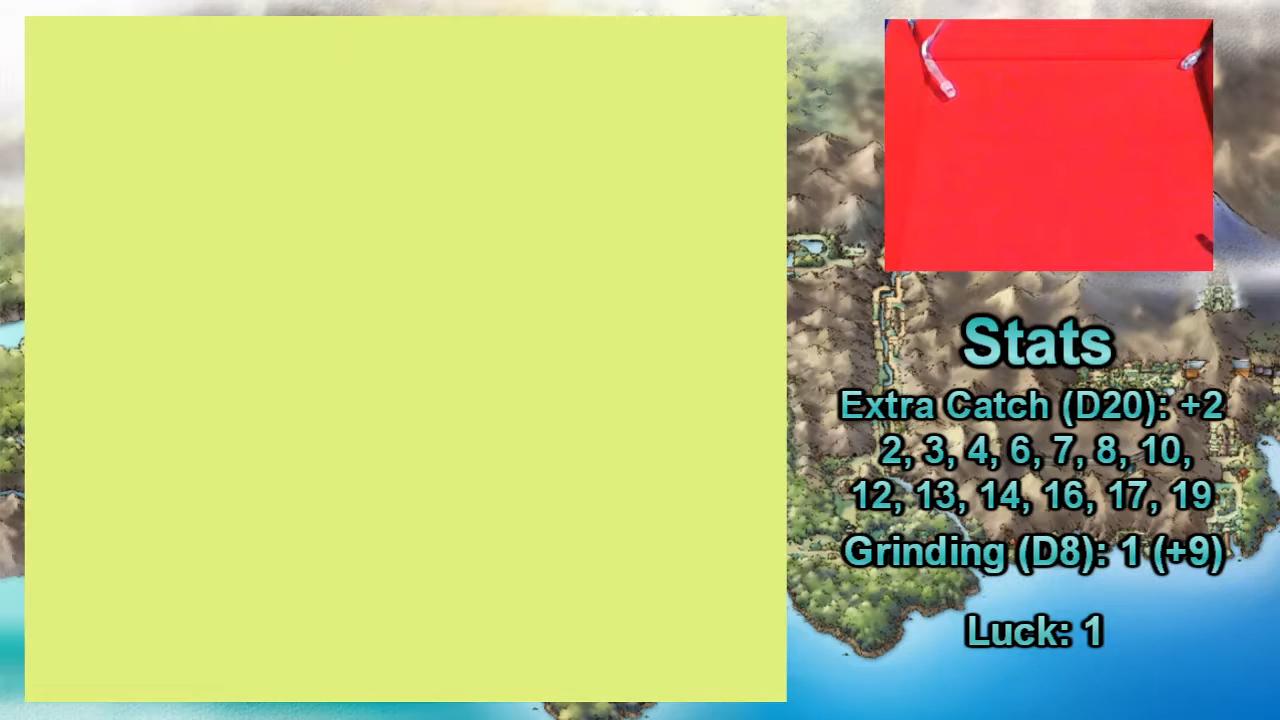 Stats
Extra Catch (D20): +2
2, 3, 4, 6, 7, 8, 10,
12, 13, 14, 16, 17, 19
Grinding (D8): 1 (+9)
Luck: 1